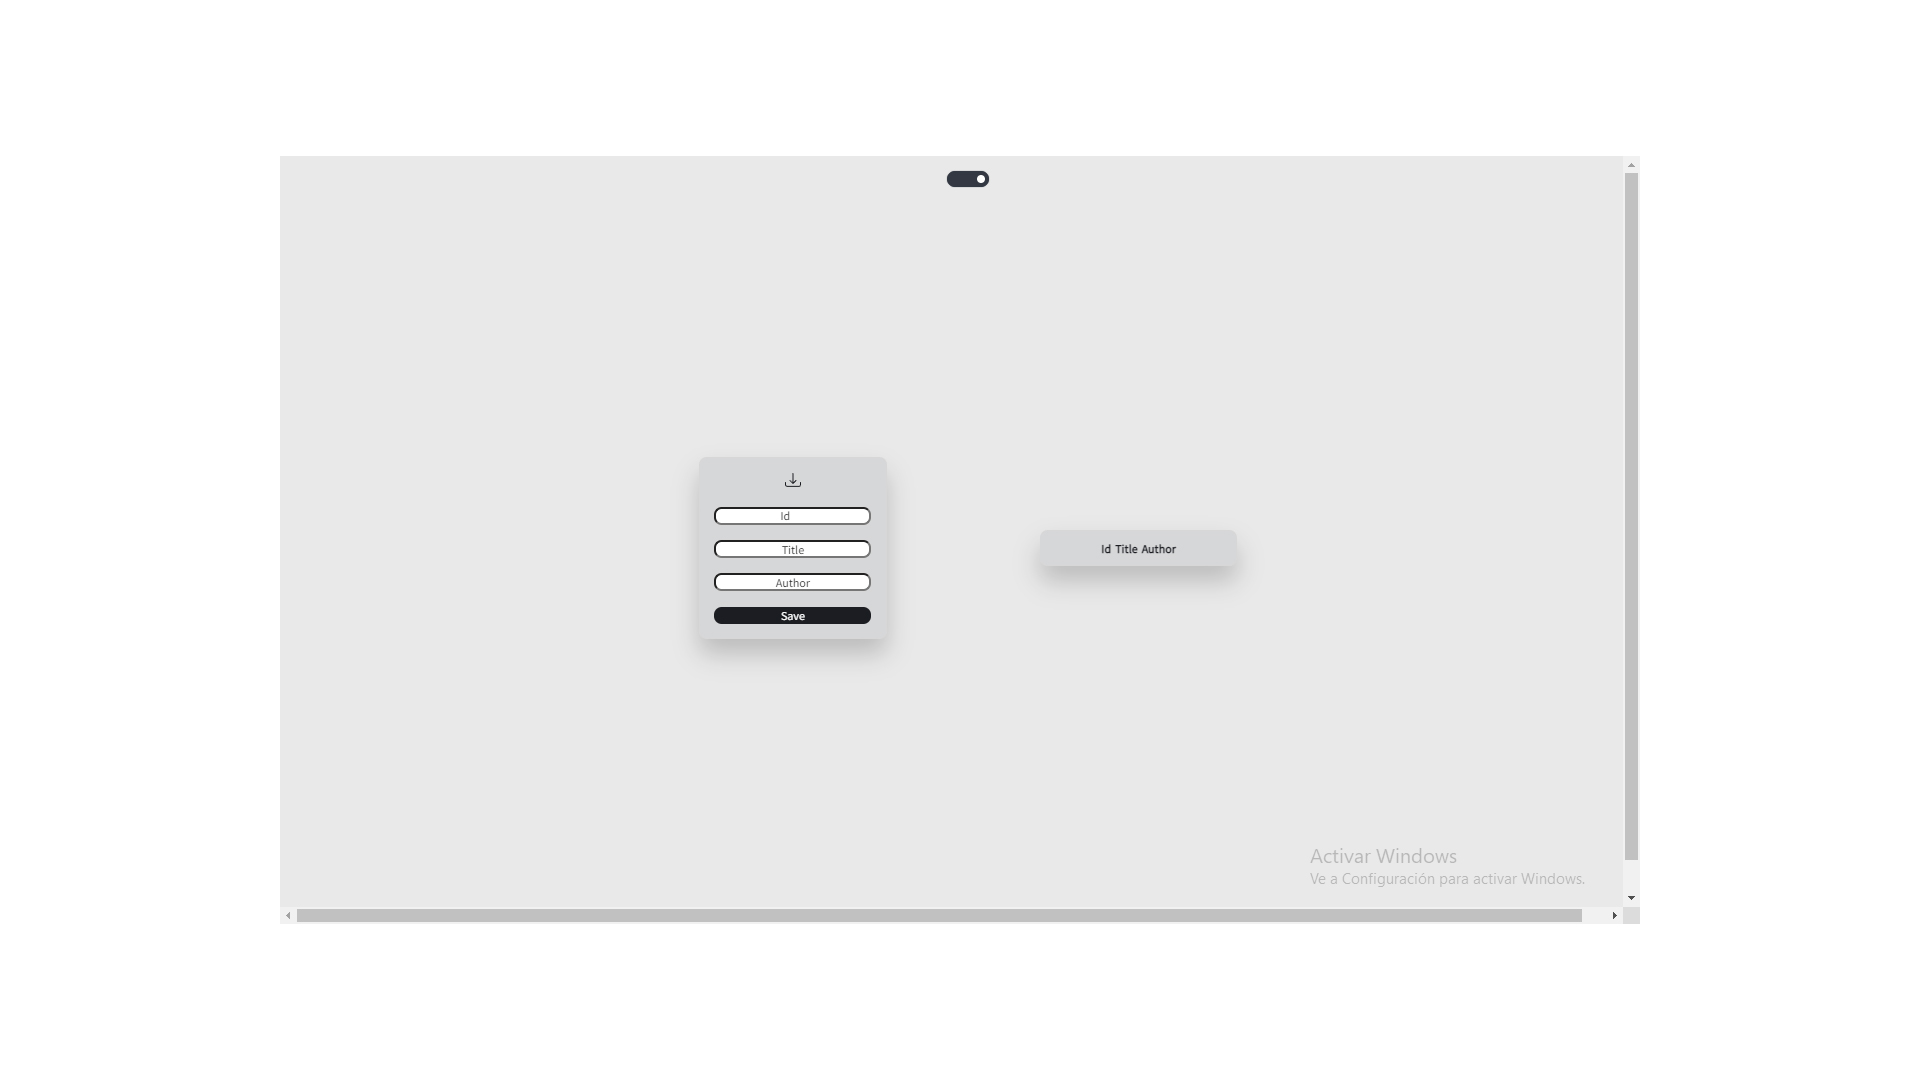 Id
Title
Author
Save
Id Title Author
Activar Windows
Ve a Configuración para activar Windows.